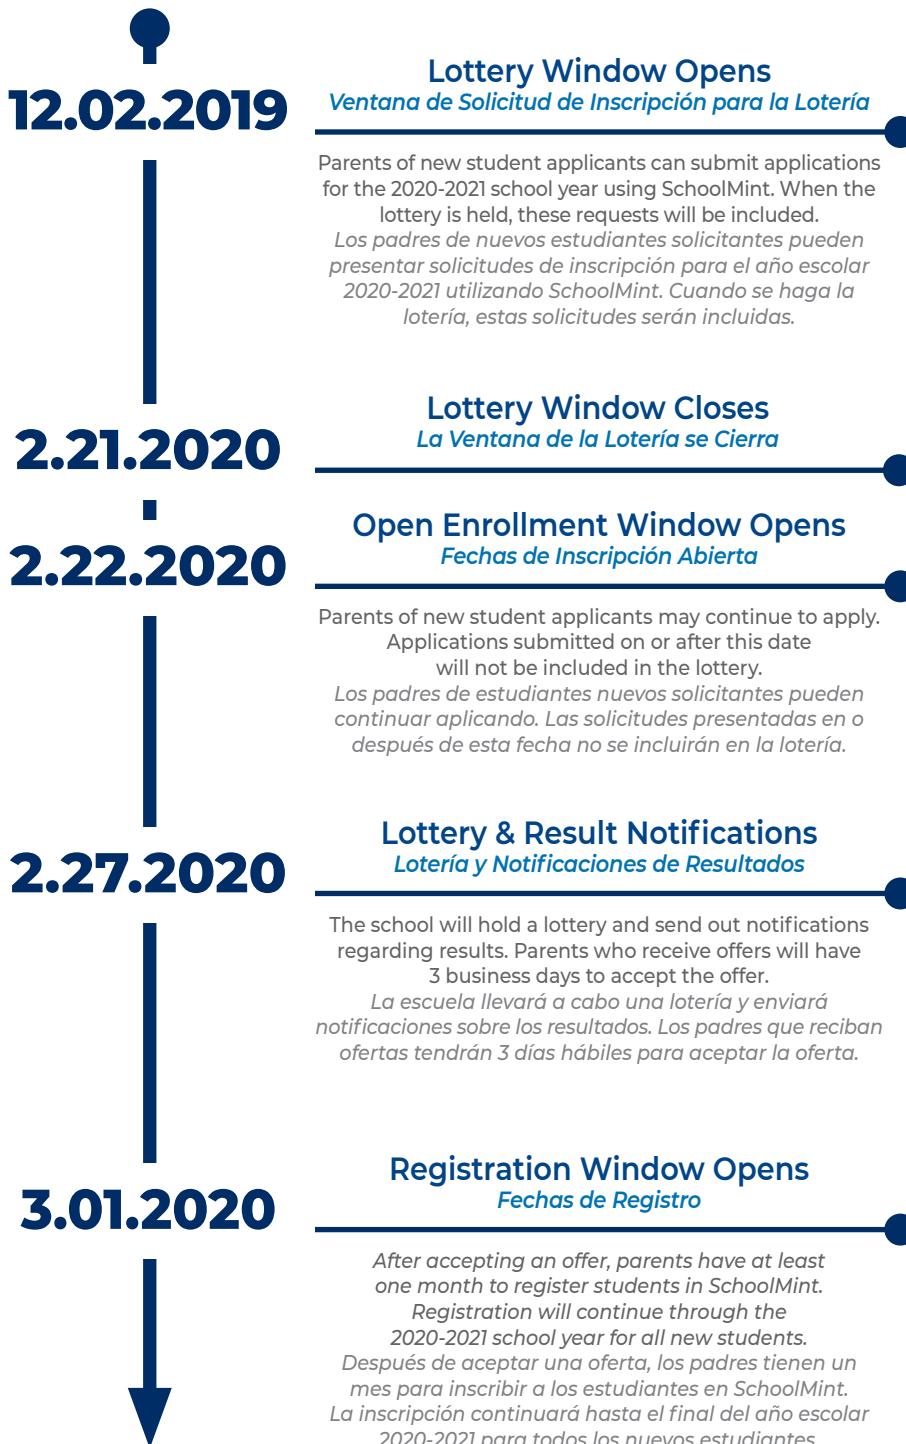 12.02.2019
Lottery Window Opens
Ventana de Solicitud de Inscripción para la Lotería
Parents of new student applicants can submit applications
for the 2020-2021 school year using SchoolMint. When the
lottery is held, these requests will be included.
Los padres de nuevos estudiantes solicitantes pueden
presentar solicitudes de inscripción para el año escolar
2020-2021 utilizando SchoolMint. Cuando se haga la
lotería, estas solicitudes serán incluidas.
2.21.2020
Lottery Window Closes
La Ventana de la Lotería se Cierra
2.22.2020
Open Enrollment Window Opens
Fechas de Inscripción Abierta
Parents of new student applicants may continue to apply.
Applications submitted on or after this date
will not be included in the lottery.
Los padres de estudiantes nuevos solicitantes pueden
continuar aplicando. Las solicitudes presentadas en o
después de esta fecha no se incluirán en la lotería.
2.27.2020
Lottery & Result Notifications
Lotería y Notificaciones de Resultados
The school will hold a lottery and send out notifications
regarding results. Parents who receive offers will have
3 business days to accept the offer.
La escuela llevará a cabo una lotería y enviará
notificaciones sobre los resultados. Los padres que reciban
ofertas tendrán 3 días hábiles para aceptar la oferta.
3.01.2020
Registration Window Opens
Fechas de Registro
After accepting an offer, parents have at least
one month to register students in SchoolMint.
Registration will continue through the
2020-2021 school year for all new students.
Después de aceptar una oferta, los padres tienen un
mes para inscribir a los estudiantes en SchoolMint.
La inscripción continuará hasta el final del año escolar
2020-2021 para todos los nuevos estudiantes